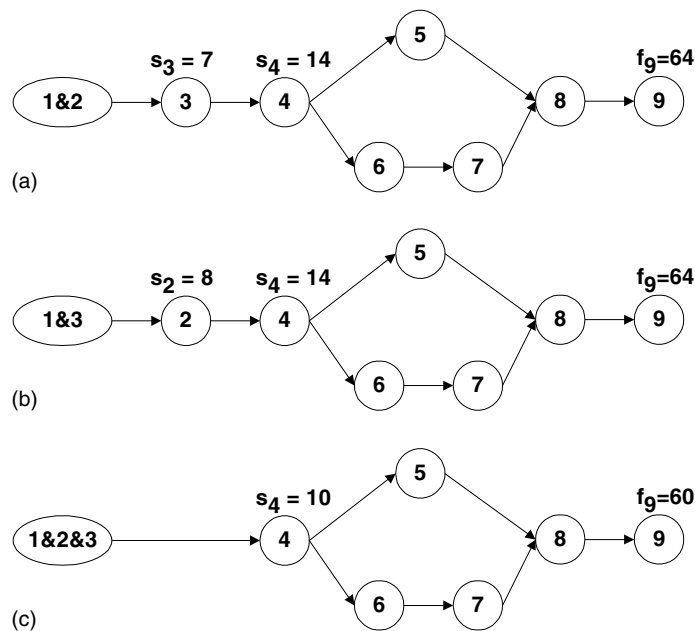 s3 = 7 s4 = 14 5 f9=64
1&2 3 4 8 9
6 7
(a)
s2 = 8 s4 = 14 5 f9=64
1&3 2 4 8 9
6 7
(b)
s4 = 10 5 f9=60
1&2&3 4 8 9
6 7
(c)